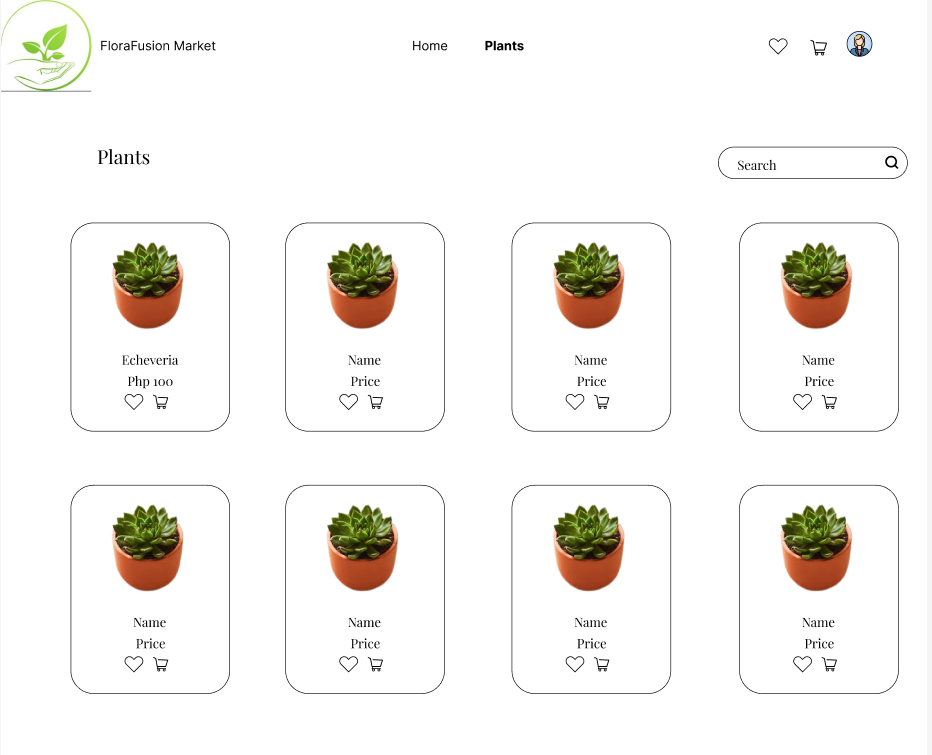 FloraFusion Market Home Plants
Plants
Search
Echeveria Name Name Name
Php 100 Price Price Price
Name Name Name Name
Price Price Price Price